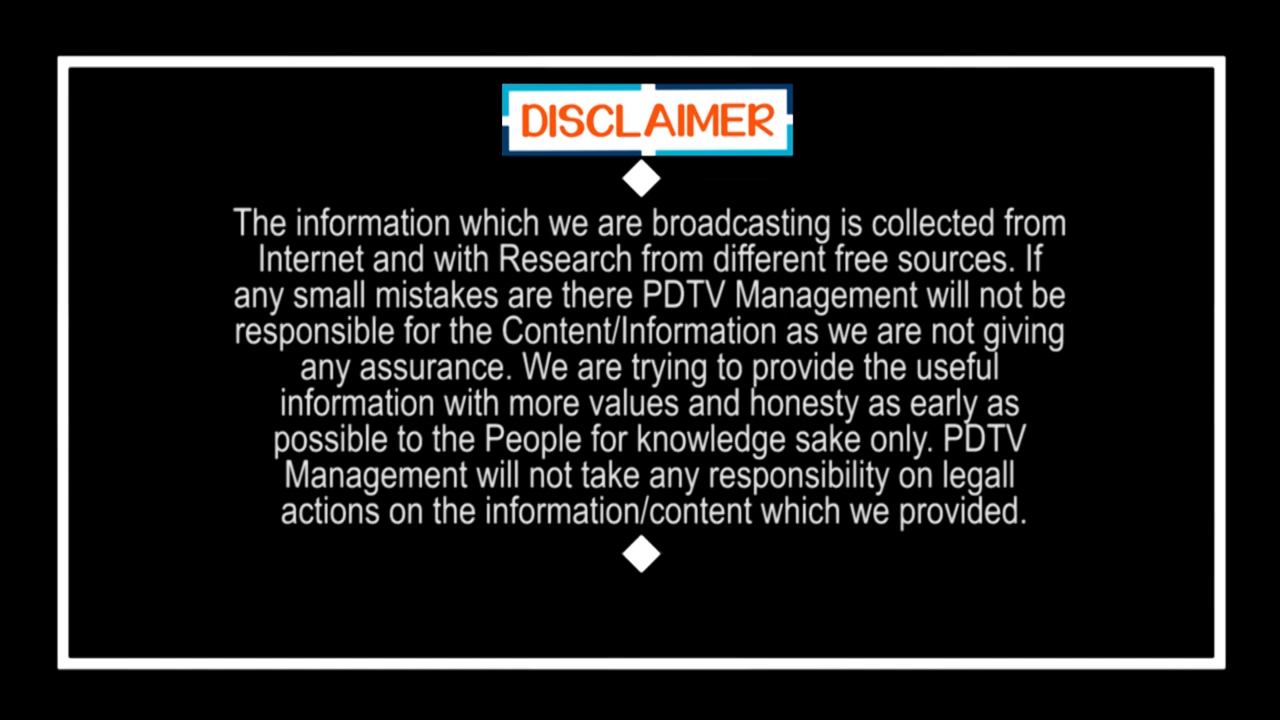 DISCLAIMER
The information which we are broadcasting is collected from
Internet and with Research from different free sources. If
any small mistakes are there PDTV Management will not be
responsible for the Content/Information as we are not giving
any assurance. We are trying to provide the useful
information with more values and honesty as early as
possible to the People for knowledge sake only. PDTV
Management will not take any responsibility on legall
actions on the information/content which we provided.